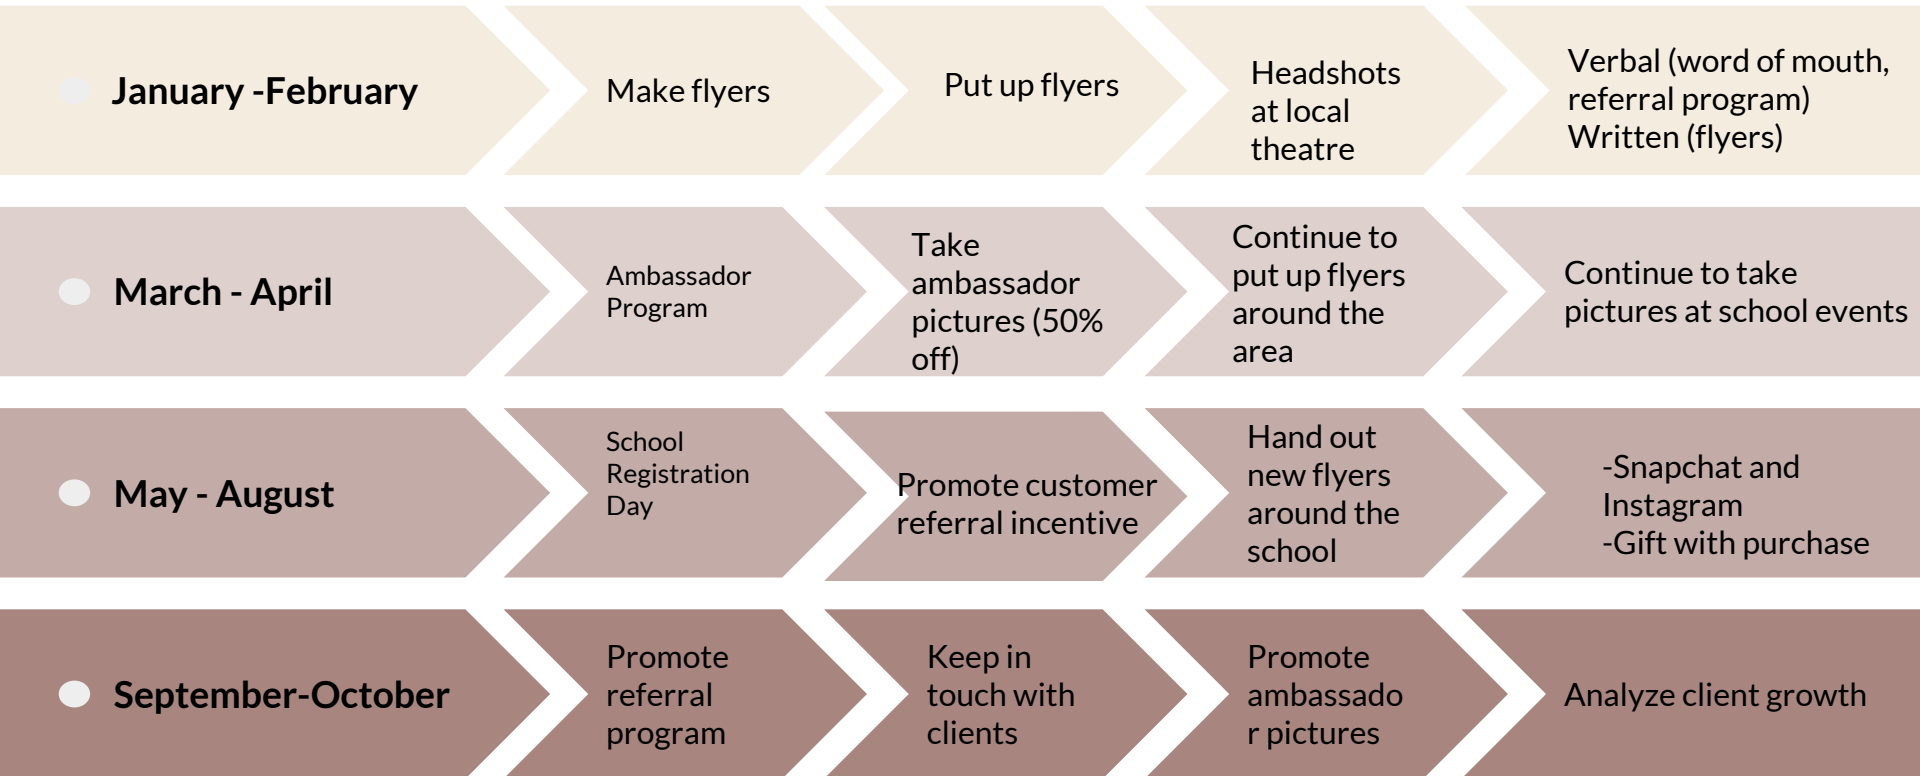 January -February
Make flyers
Put up flyers
Headshots
at local
theatre
Verbal (word of mouth,
referral program)
Written (flyers)
March - April
Ambassador
Program
Take
ambassador
pictures (50%
off)
Continue to
put up flyers
around the
area
Continue to take
pictures at school events
May - August
School
Registration
Day
Promote customer
referral incentive
Hand out
new flyers
around the
school
-Snapchat and
Instagram
-Gift with purchase
September-October
Promote
referral
program
Keep in
touch with
clients
Promote
ambassado
r pictures
Analyze client growth